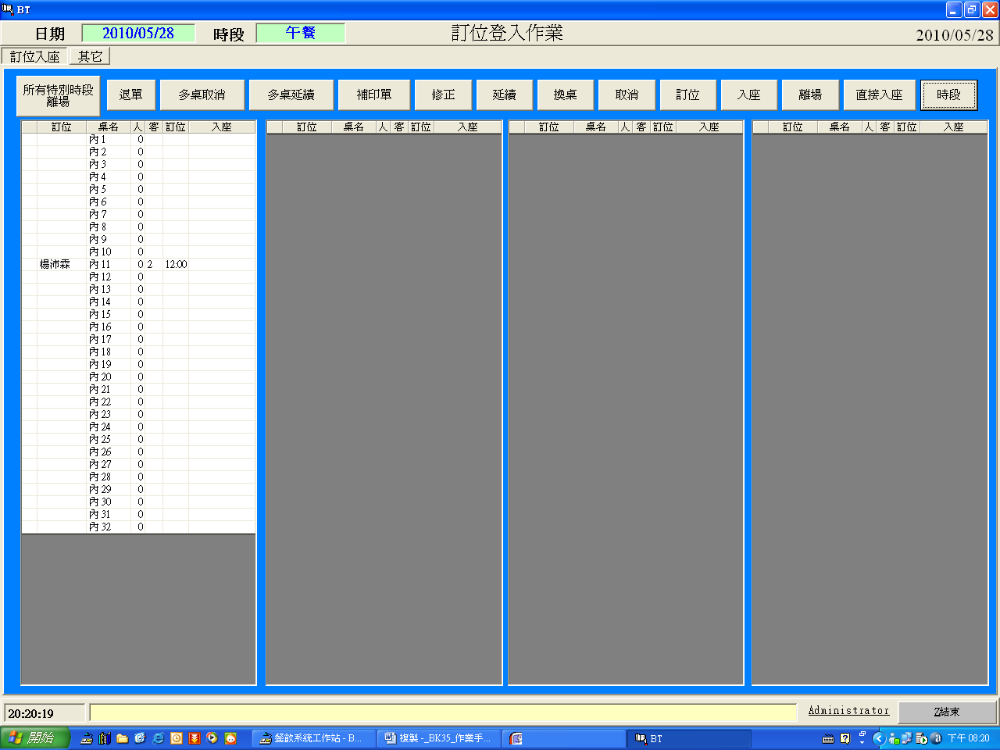 BT
日期 2010/05/28 時段 午餐 訂位登入作業 2010/05/28
訂位入座 其它
所有特別時段離場 退單 多桌取消 多桌延續 補印單 修正 延續 換桌 取消 訂位 入座 離場 直接入座 時段
訂位 桌名 人 客 訂位 入座 訂位 桌名 人 客 訂位 入座 訂位 桌名 人 客 訂位 入座 訂位 桌名 人 客 訂位 入座
內1 0
內2 0
內3 0
內4 0
內5 0
內6 0
內7 0
內8 0
內9 0
內10 0
楊沛霖 內11 0 2 12:00
內12 0
內13 0
內14 0
內15 0
內16 0
內17 0
內18 0
內19 0
內20 0
內21 0
內22 0
內23 0
內24 0
內25 0
內26 0
內27 0
內28 0
內29 0
內30 0
內31 0
內32 0
20:20:19 Administrator Z結束
開始 餐飲系統工作站 - B... 複製 -_BK35_作業手... BT 下午 08:20